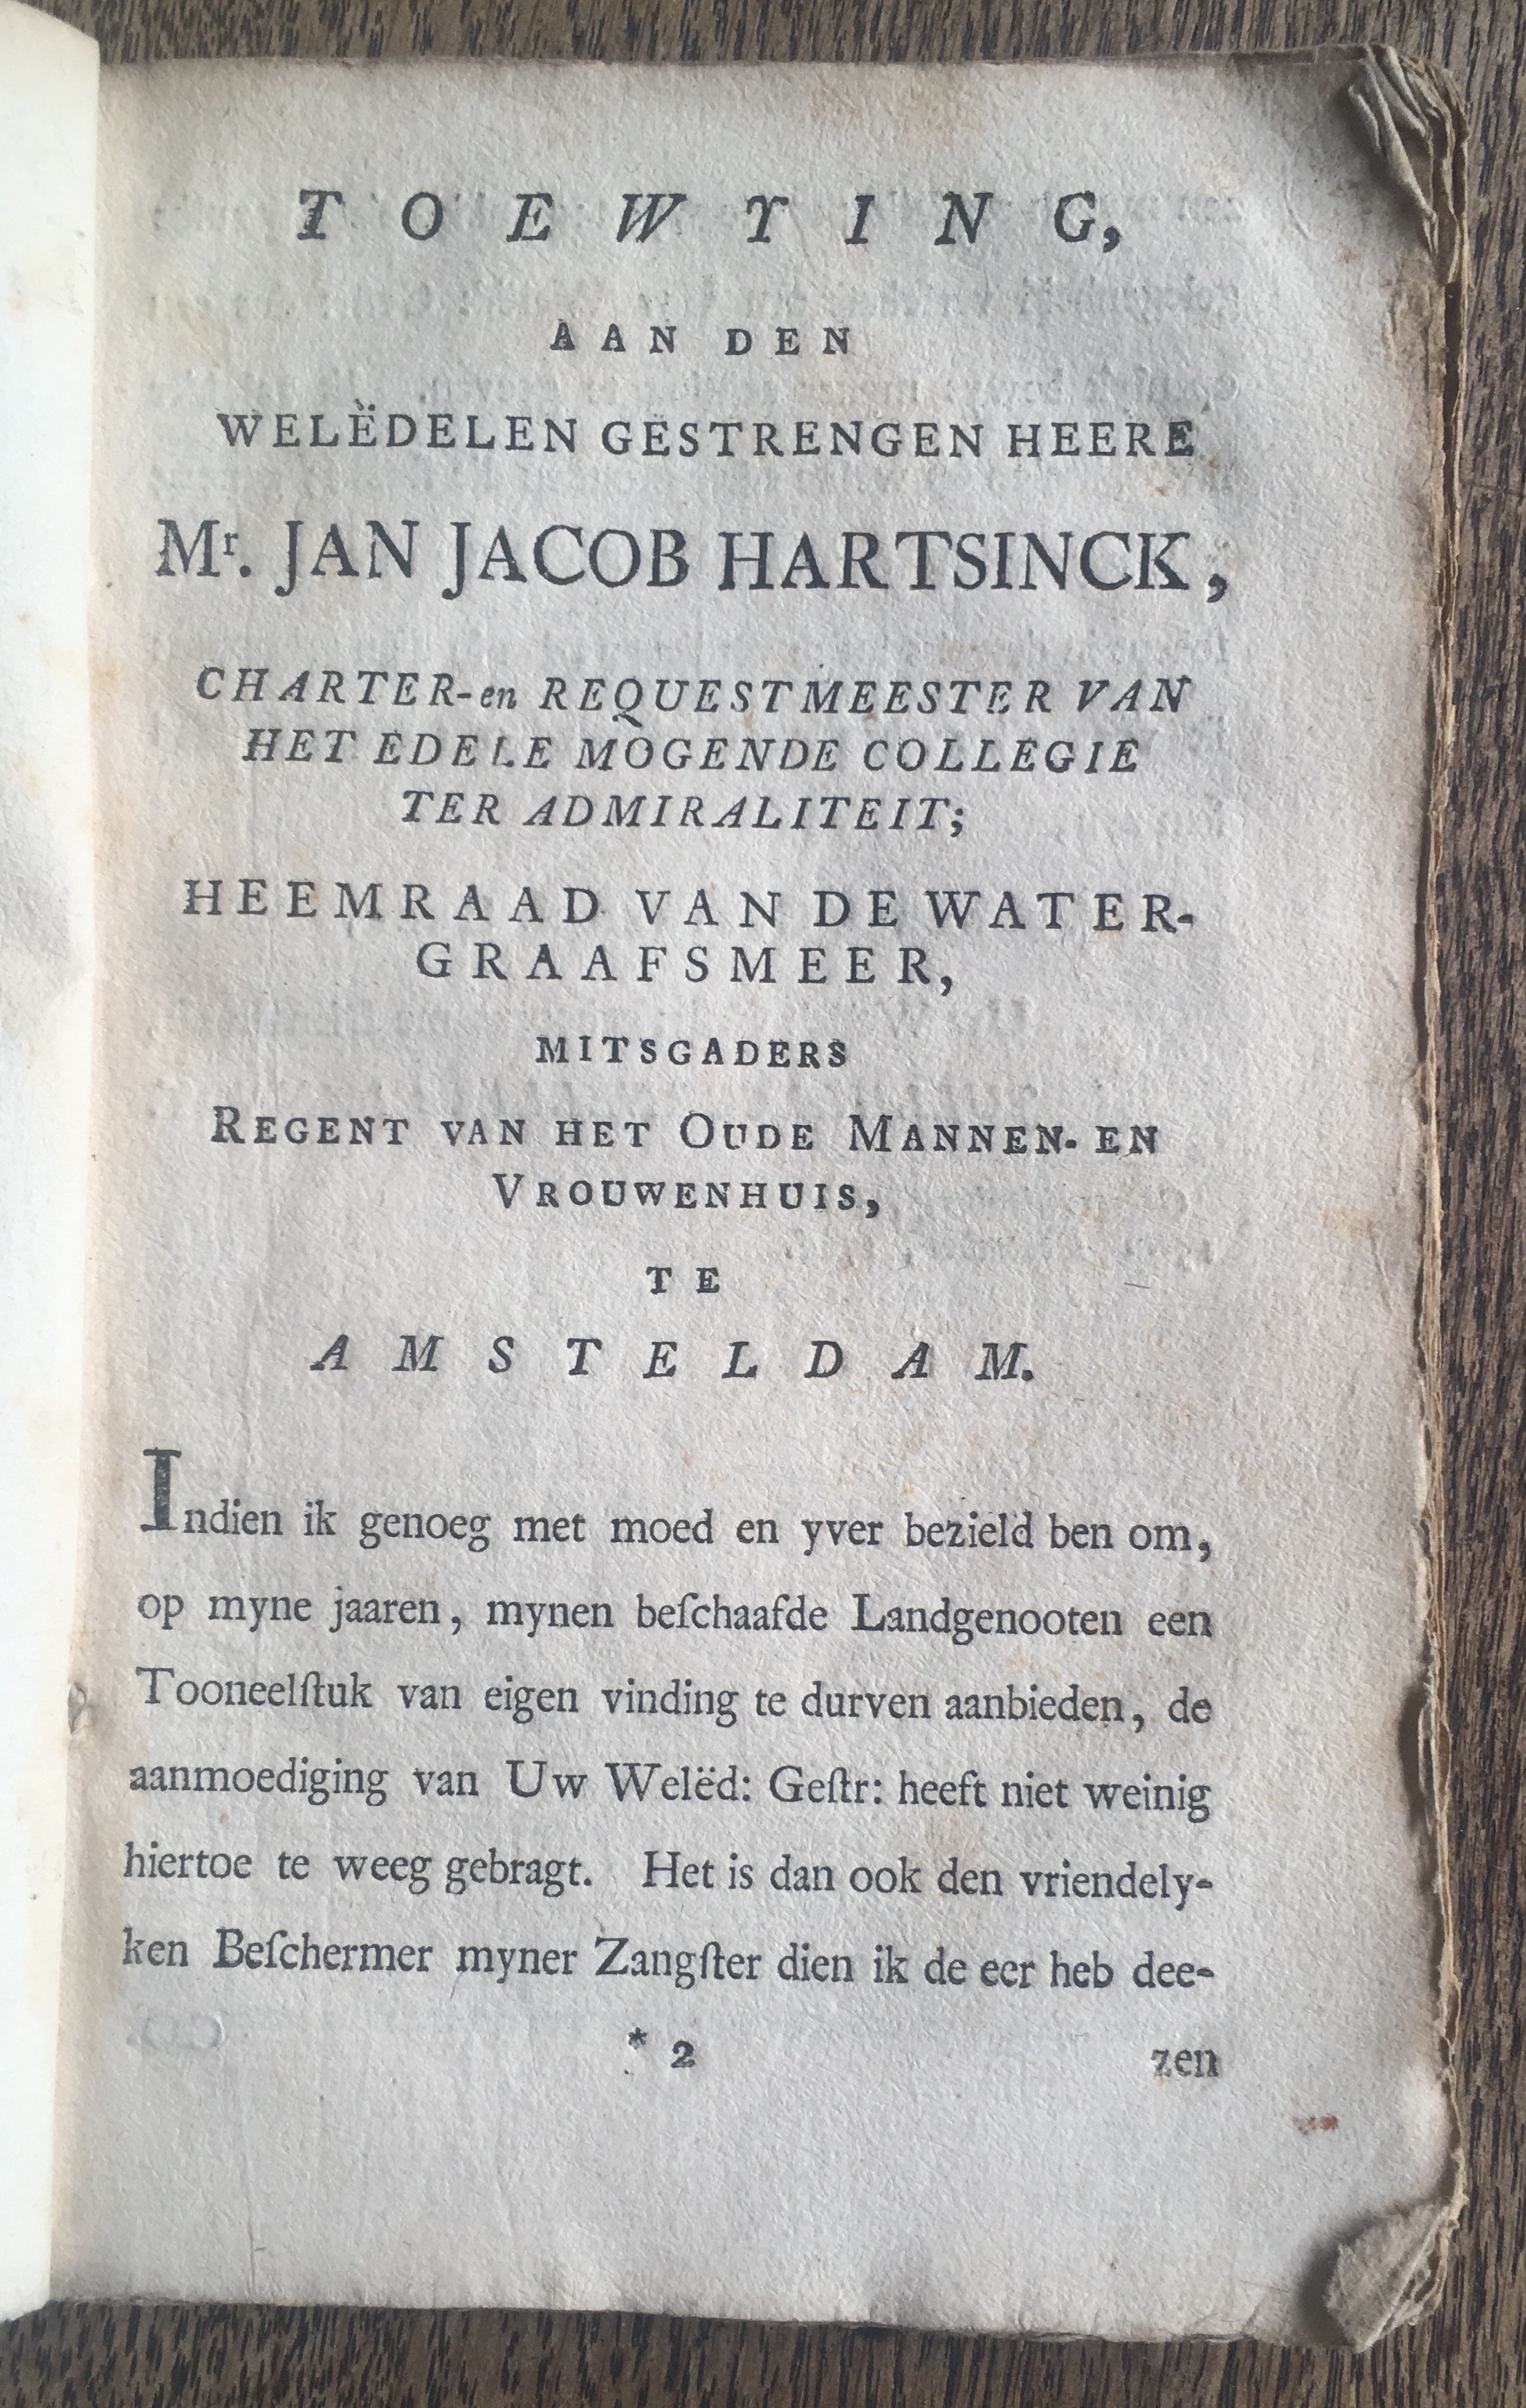 TOEWYING,
AAN DEN
WELËDELEN GESTRENGEN HEERE
Mr. JAN JACOB HARTSINCK,
CHARTER-en REQUESTMEESTER VAN
HET EDELE MOGENDE COLLEGIE
TER ADMIRALITEIT;
HEEMRAAD VAN DE WATER-
GRAAFSMEER,
MITSGADERS
REGENT VAN HET OUDE MANNEN- EN
VROUWENHUIS,
TE
AMSTELDAM.
Indien ik genoeg met moed en yver bezield ben om,
op myne jaaren, mynen beſchaafde Landgenooten een
Tooneelſtuk van eigen vinding te durven aanbieden, de
aanmoediging van Uw Welëd: Geſtr: heeft niet weinig
hiertoe te weeg gebragt. Het is dan ook den vriendely-
ken Beſchermer myner Zangſter dien ik de eer heb dee-
* 2 zen